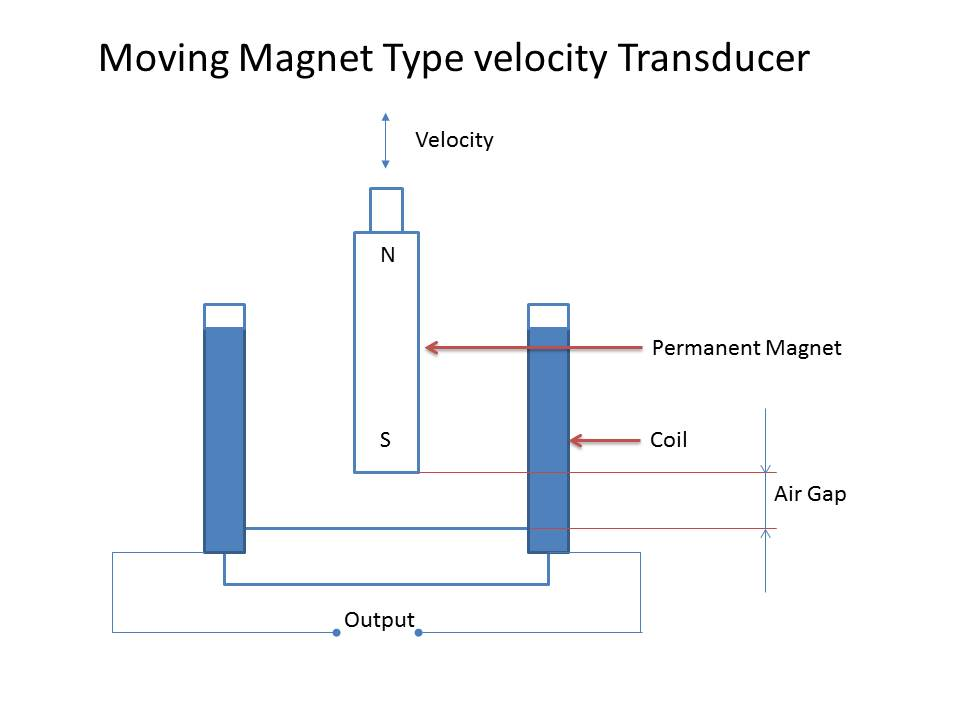 Moving Magnet Type velocity Transducer
Velocity
N
Permanent Magnet
S
Coil
Air Gap
Output